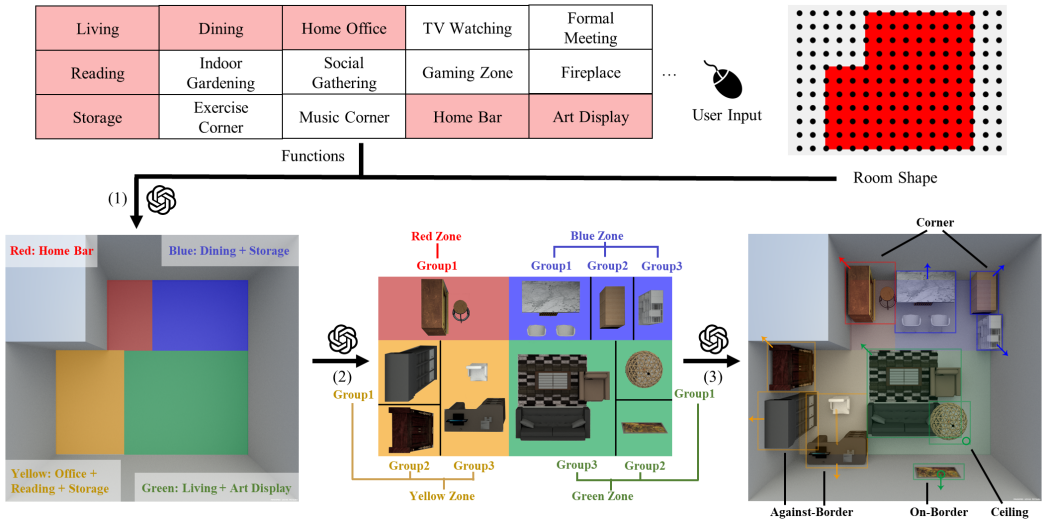 Living
Dining
Home Office
TV Watching
Formal
Meeting
Reading
Indoor
Gardening
Social
Gathering
Gaming Zone
Fireplace
...
Storage
Exercise
Corner
Music Corner
Home Bar
Art Display
User Input
Functions
Room Shape
(1)
Red: Home Bar
Blue: Dining + Storage
Yellow: Office +
Reading + Storage
Green: Living + Art Display
(2)
Red Zone
Group1
Blue Zone
Group1
Group2
Group3
Group1
Group2
Group3
Yellow Zone
Group1
Group3
Group2
Green Zone
(3)
Corner
Against-Border
On-Border
Ceiling